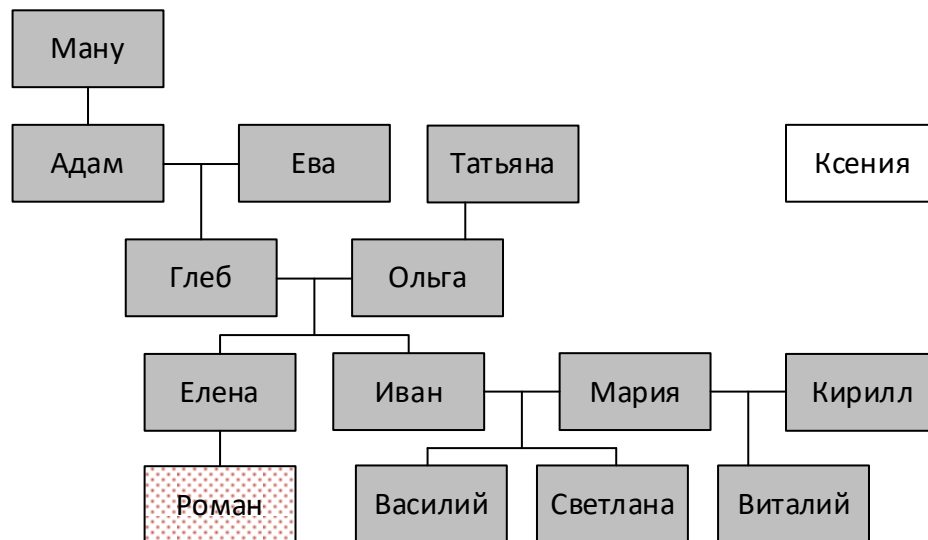 Ману
Адам Ева Татьяна Ксения
Глеб Ольга
Елена Иван Мария Кирилл
Роман Василий Светлана Виталий